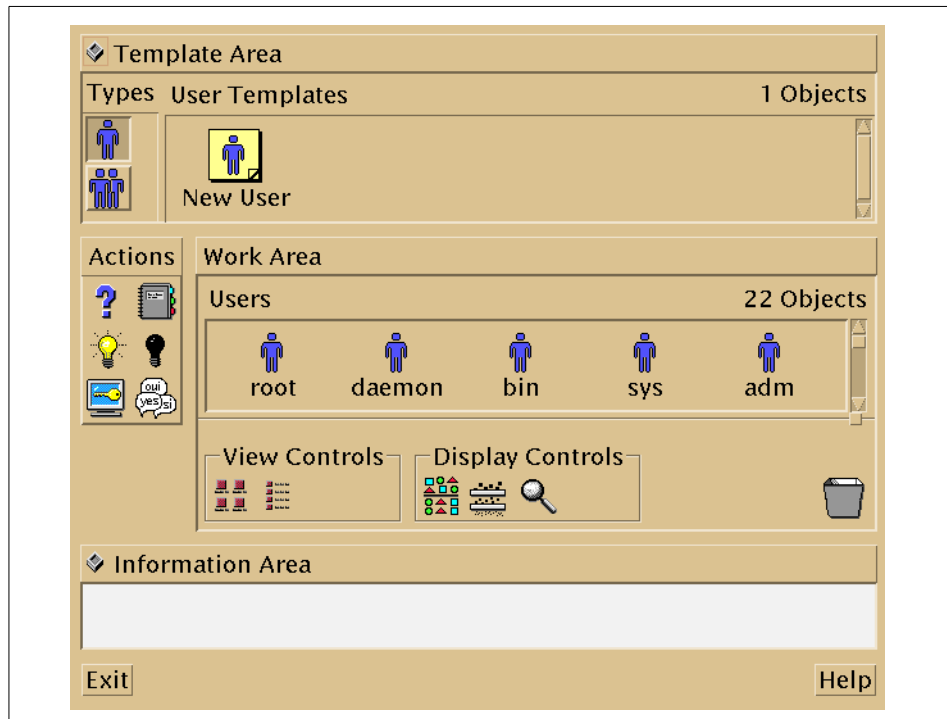 Template Area
Types
User Templates
1 Objects
New User
Actions
Work Area
Users
22 Objects
root
daemon
bin
sys
adm
oui
yes
si
View Controls
Display Controls
Information Area
Exit
Help